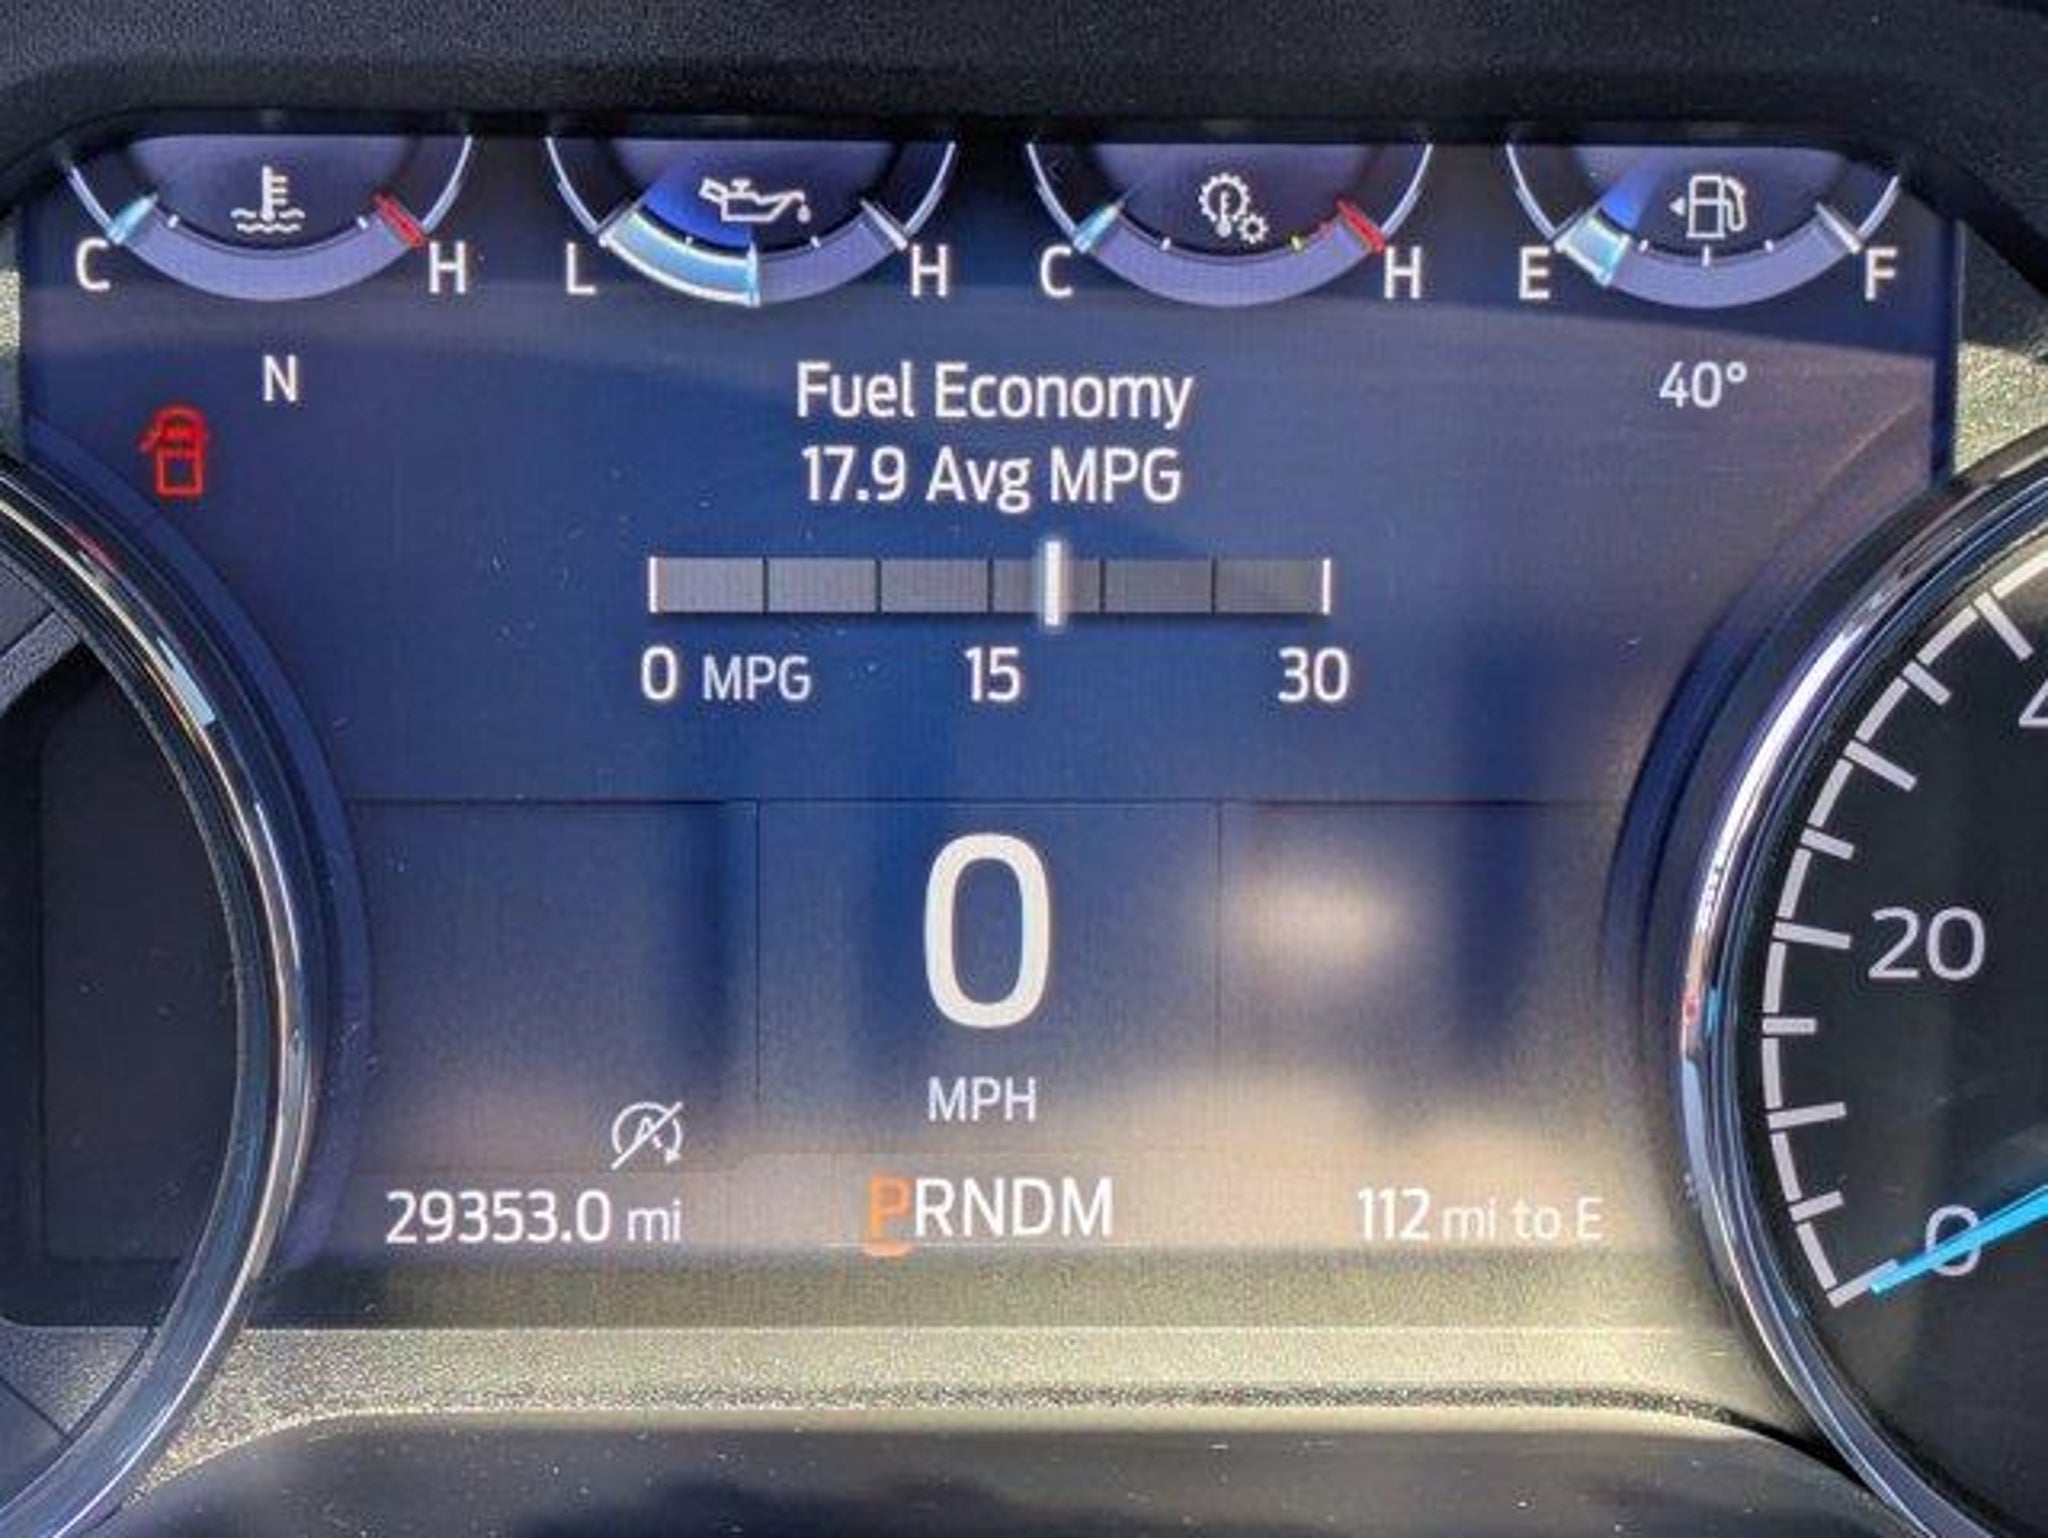 C H L H C H E F
N
Fuel Economy
40°
17.9 Avg MPG
0 MPG 15 30
20
0
MPH
29353.0 mi
PRNDM
112 mi to E
0